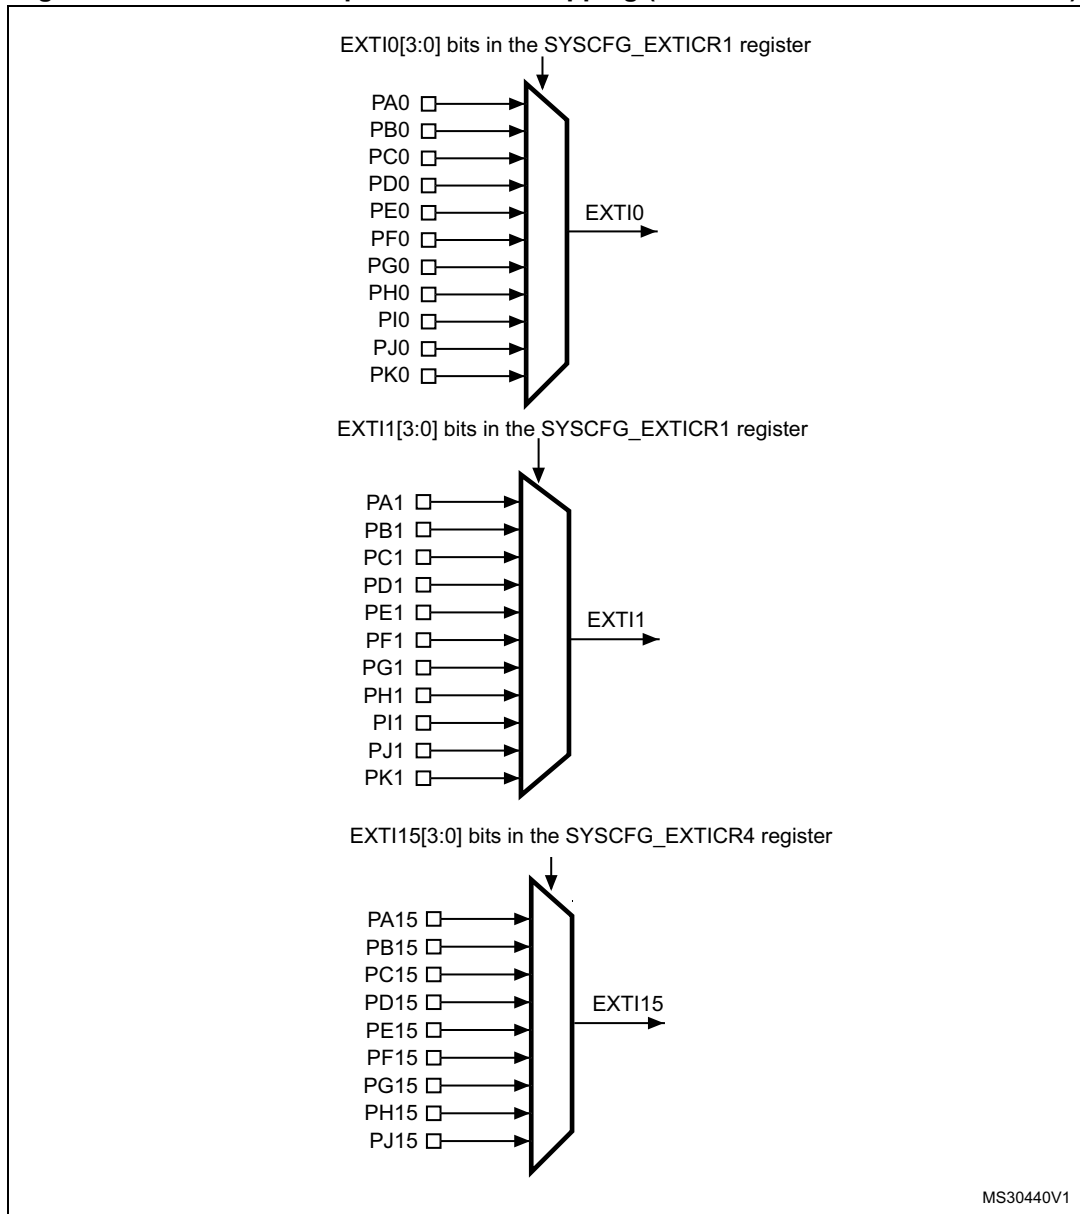 EXTI0[3:0] bits in the SYSCFG_EXTICR1 register
PA0
PB0
PC0
PD0
PE0
PF0
PG0
PH0
PI0
PJ0
PK0
EXTI0
EXTI1[3:0] bits in the SYSCFG_EXTICR1 register
PA1
PB1
PC1
PD1
PE1
PF1
PG1
PH1
PI1
PJ1
PK1
EXTI1
EXTI15[3:0] bits in the SYSCFG_EXTICR4 register
PA15
PB15
PC15
PD15
PE15
PF15
PG15
PH15
PJ15
EXTI15
MS30440V1